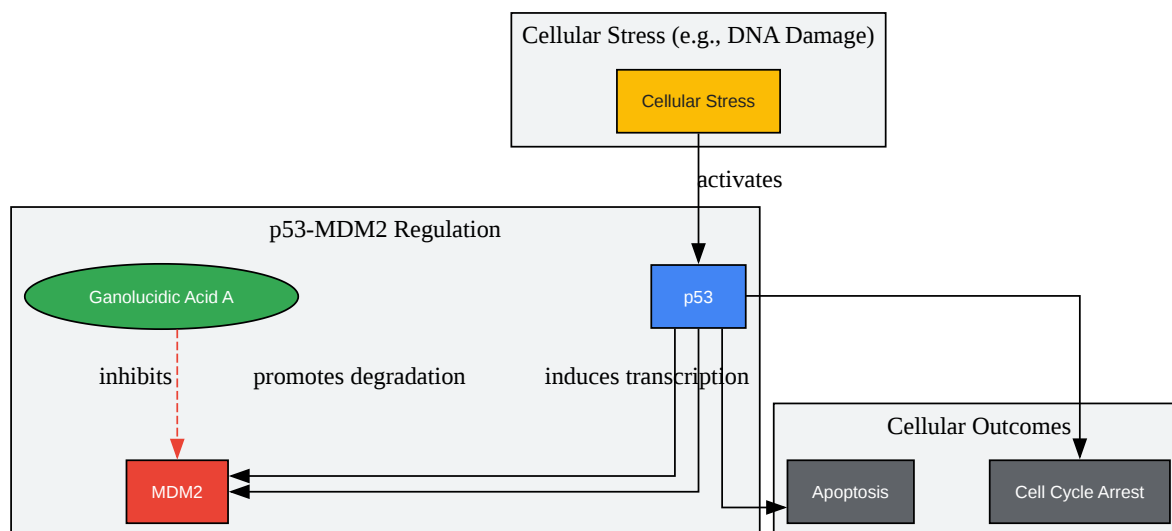 Cellular Stress (e.g., DNA Damage)
Cellular Stress
activates
p53-MDM2 Regulation
Ganolucidic Acid A
p53
inhibits
promotes degradation
induces transcription
Cellular Outcomes
MDM2
Apoptosis
Cell Cycle Arrest